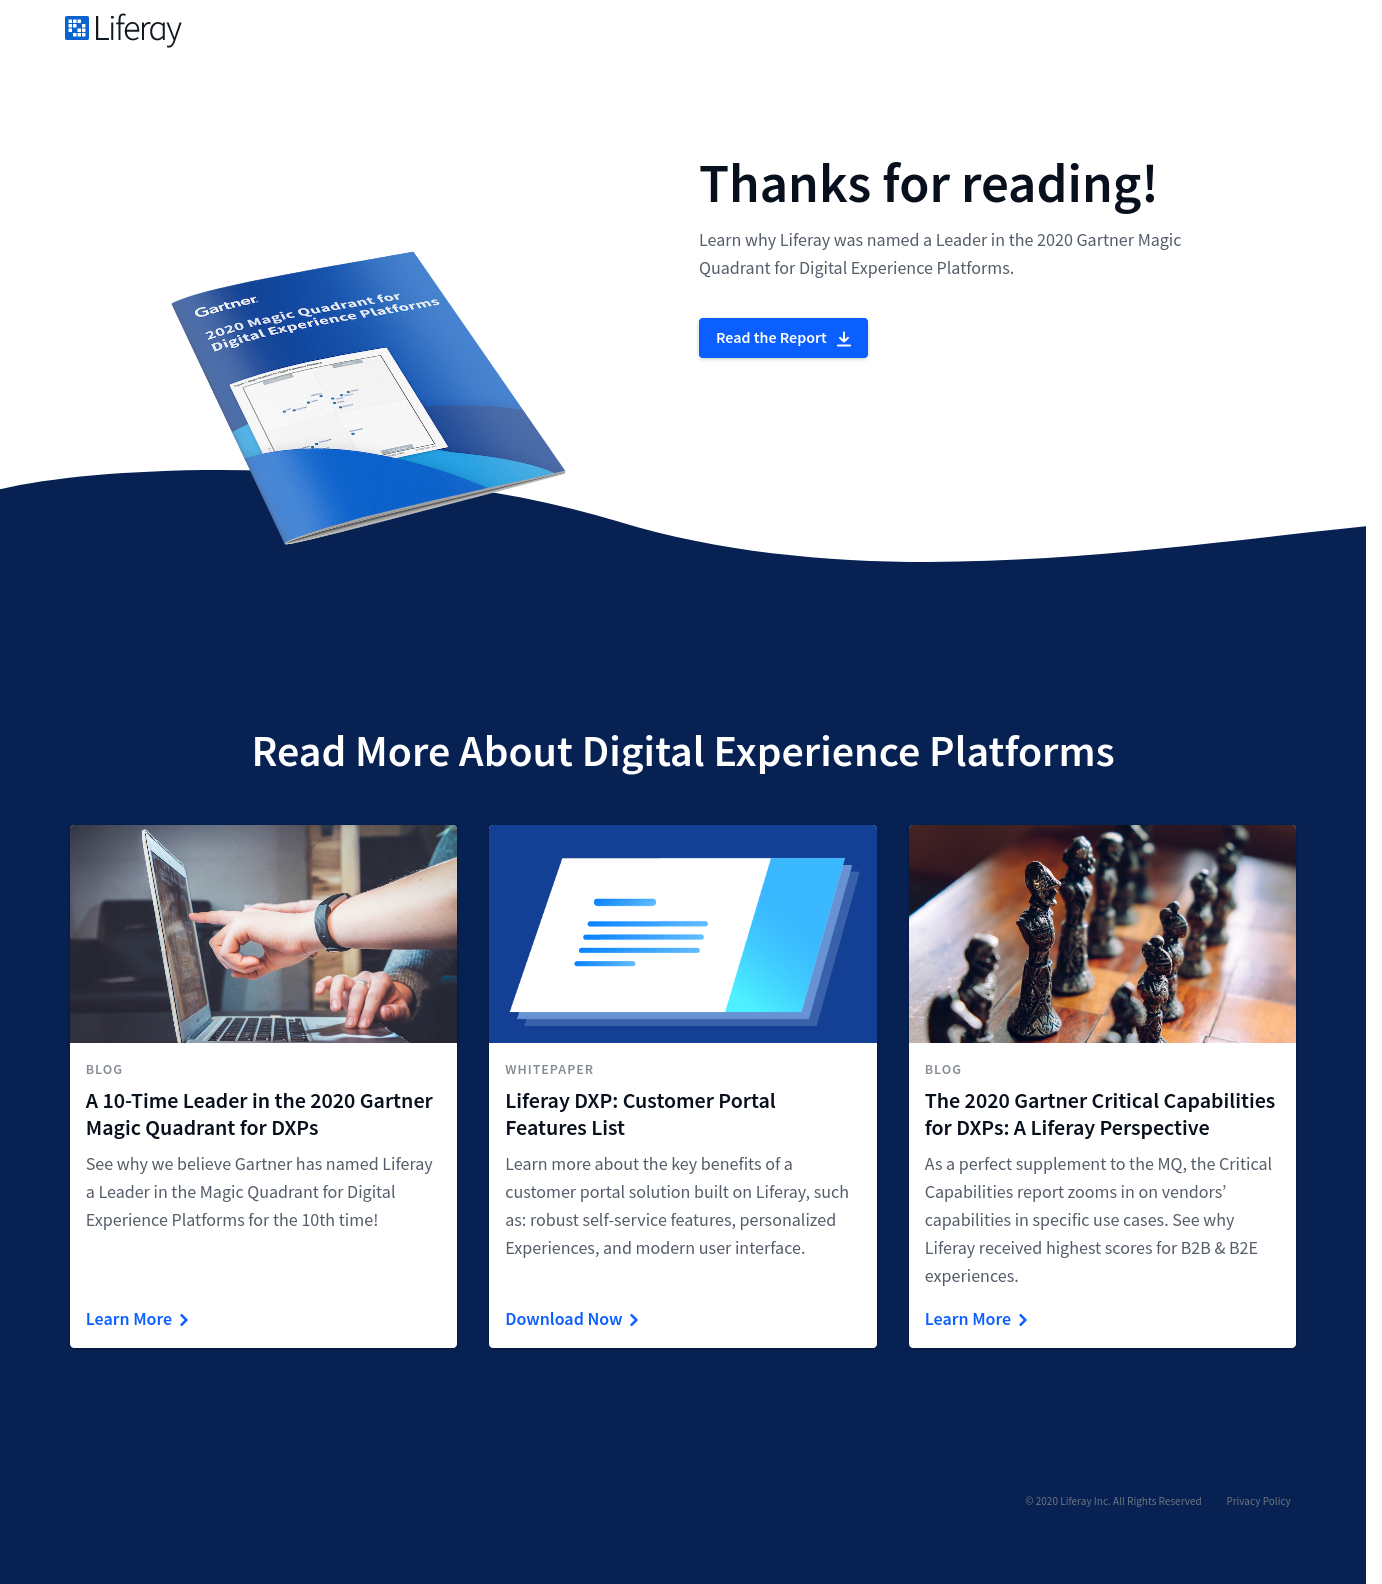 Liferay
Thanks for reading!
Learn why Liferay was named a Leader in the 2020 Gartner Magic
Quadrant for Digital Experience Platforms.
Read the Report
Gartner
2020 Magic Quadrant for
Digital Experience Platforms
Read More About Digital Experience Platforms
BLOG
A 10-Time Leader in the 2020 Gartner
Magic Quadrant for DXPs
See why we believe Gartner has named Liferay
a Leader in the Magic Quadrant for Digital
Experience Platforms for the 10th time!
Learn More
WHITEPAPER
Liferay DXP: Customer Portal
Features List
Learn more about the key benefits of a
customer portal solution built on Liferay, such
as: robust self-service features, personalized
Experiences, and modern user interface.
Download Now
BLOG
The 2020 Gartner Critical Capabilities
for DXPs: A Liferay Perspective
As a perfect supplement to the MQ, the Critical
Capabilities report zooms in on vendors’
capabilities in specific use cases. See why
Liferay received highest scores for B2B & B2E
experiences.
Learn More
© 2020 Liferay Inc. All Rights Reserved
Privacy Policy